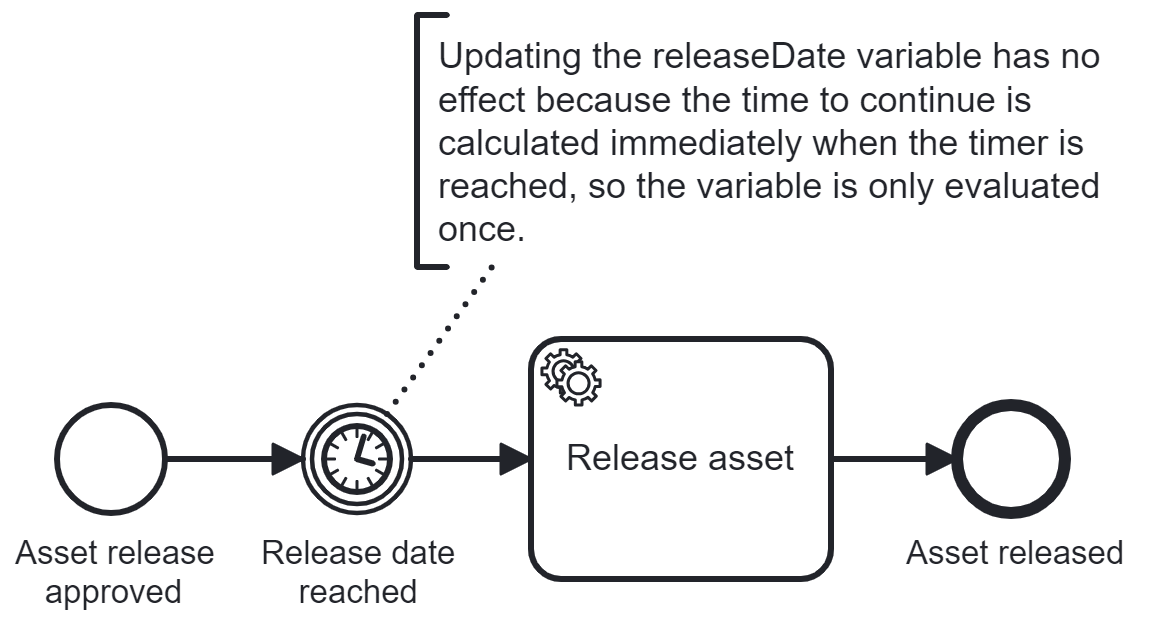 Updating the releaseDate variable has no
effect because the time to continue is
calculated immediately when the timer is
reached, so the variable is only evaluated
once.
Release asset
Asset release
approved
Release date
reached
Asset released